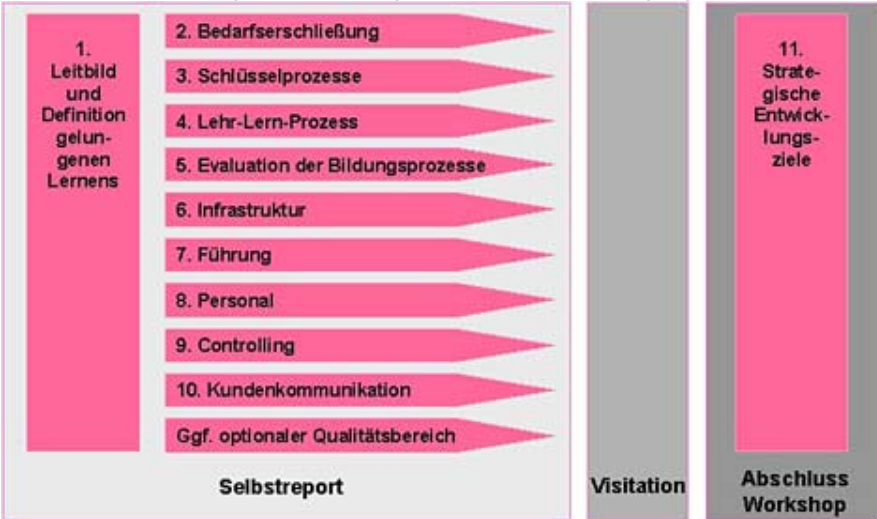 1.
Leitbild
und
Definition
gelun-
genen
Lernens
2. Bedarfserschließung
3. Schlüsselprozesse
4. Lehr-Lern-Prozess
5. Evaluation der Bildungsprozesse
6. Infrastruktur
7. Führung
8. Personal
9. Controlling
10. Kundenkommunikation
Ggf. optionaler Qualitätsbereich
Selbstreport
Visitation
11.
Strate-
gische
Entwick-
lungs-
ziele
Abschluss
Workshop